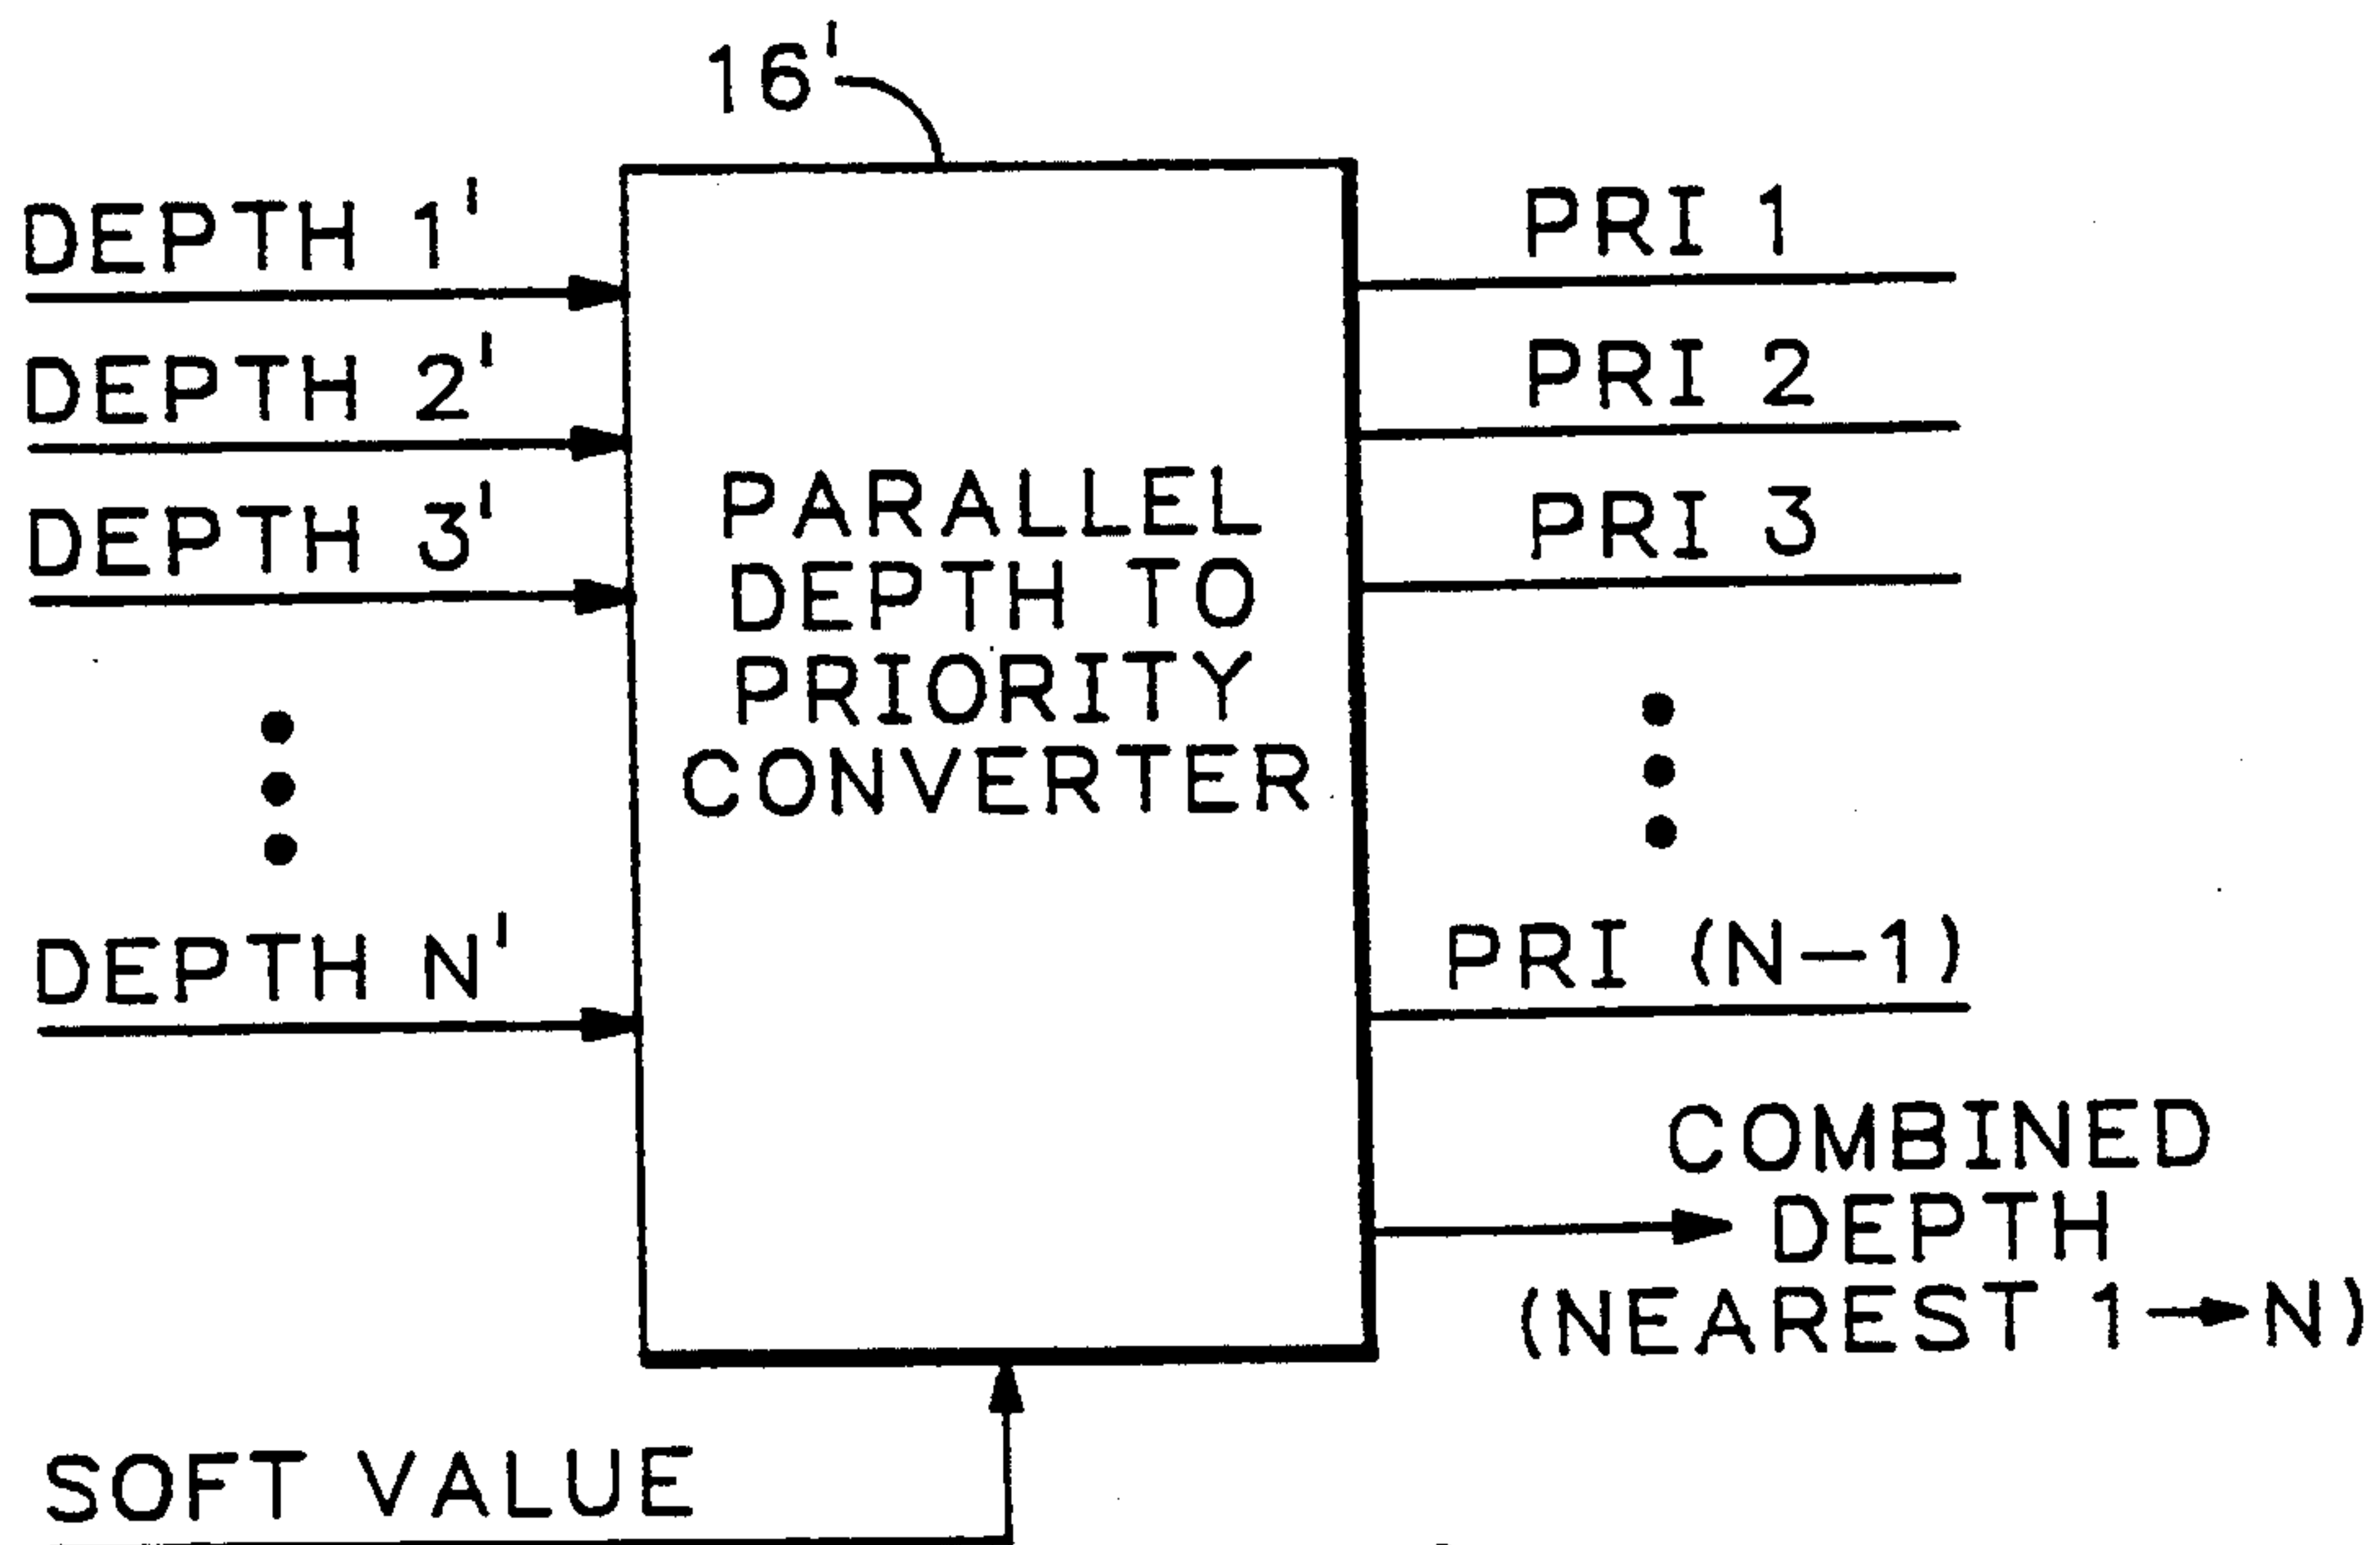 16'
DEPTH 1'
DEPTH 2'
DEPTH 3'
DEPTH N'
PARALLEL
DEPTH TO
PRIORITY
CONVERTER
PRI 1
PRI 2
PRI 3
PRI (N-1)
COMBINED
DEPTH
(NEAREST 1→N)
SOFT VALUE